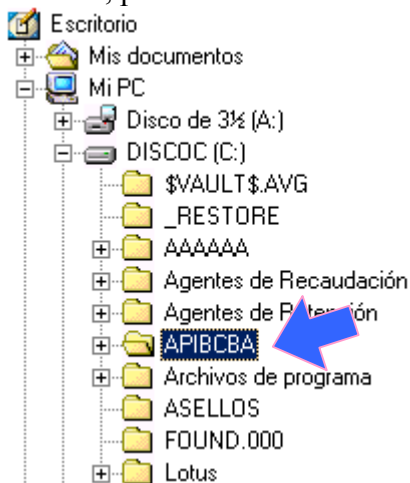 Escritorio
Mis documentos
Mi PC
Disco de 3½ (A:)
DISCOC (C:)
$VAULT$.AVG
_RESTORE
AAAAAA
Agentes de Recaudación
Agentes de Retención
APIBCBA
Archivos de programa
ASELLOS
FOUND.000
Lotus